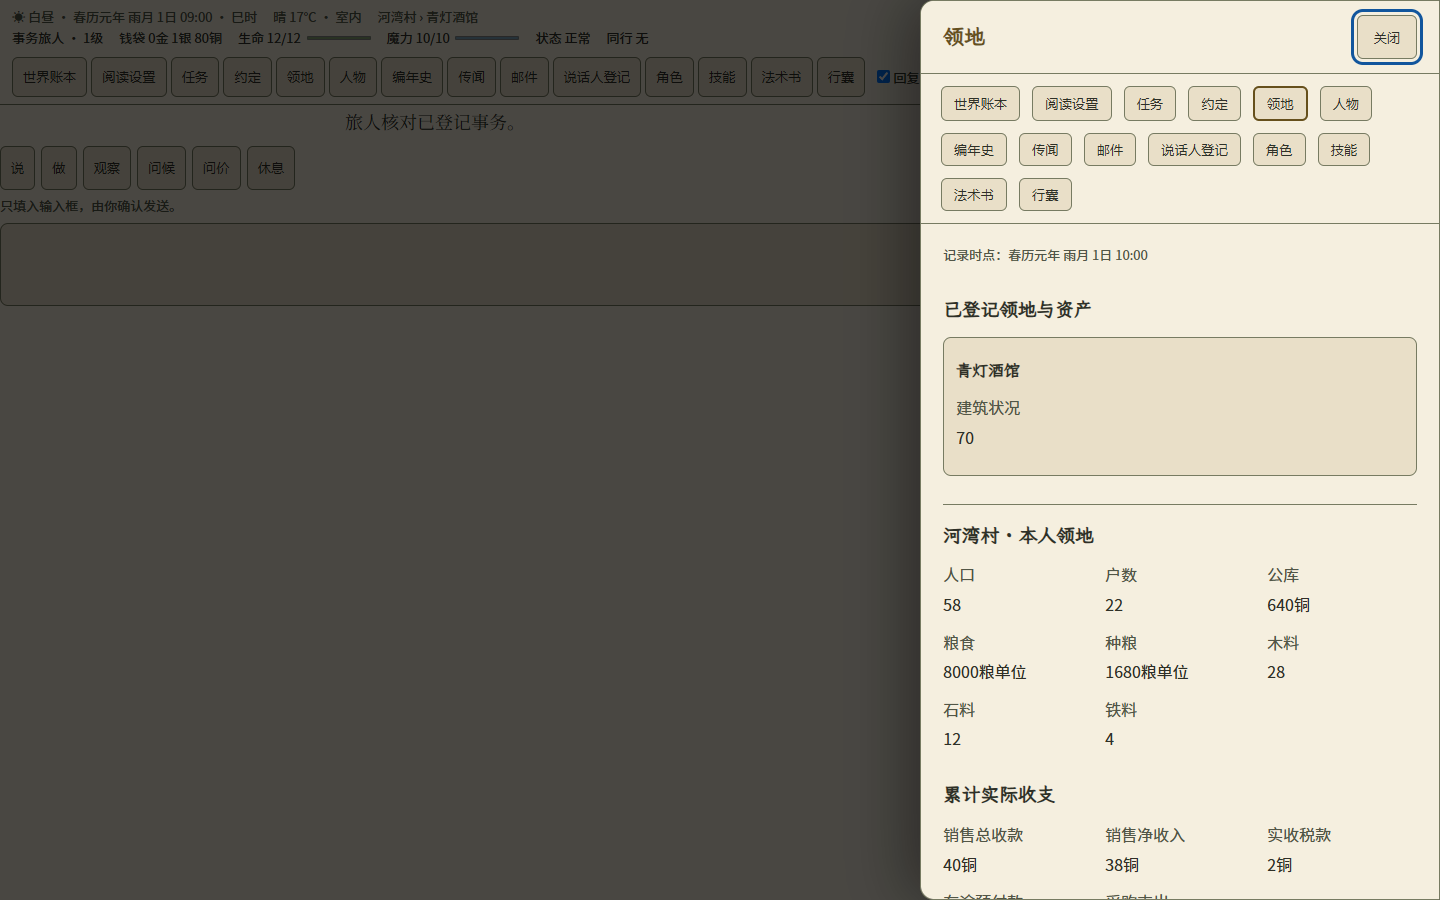 白昼 · 春历元年 雨月 1日 09:00 · 巳时 晴 17°C · 室内 河湾村 › 青灯酒馆
事务旅人 · 1级 钱袋 0金 1银 80铜 生命 12/12 魔力 10/10 状态 正常 同行 无
世界账本 阅读设置 任务 约定 领地 人物 编年史 传闻 邮件 说话人登记 角色 技能 法术书 行囊 回复
旅人核对已登记事务。
说 做 观察 问候 问价 休息
只填入输入框，由你确认发送。
领地
关闭
世界账本 阅读设置 任务 约定 领地 人物
编年史 传闻 邮件 说话人登记 角色 技能
法术书 行囊
记录时点：春历元年 雨月 1日 10:00
已登记领地与资产
青灯酒馆
建筑状况
70
河湾村 · 本人领地
人口 户数 公库
58 22 640铜
粮食 种粮 木料
8000粮单位 1680粮单位 28
石料 铁料
12 4
累计实际收支
销售总收款 销售净收入 实收税款
40铜 38铜 2铜